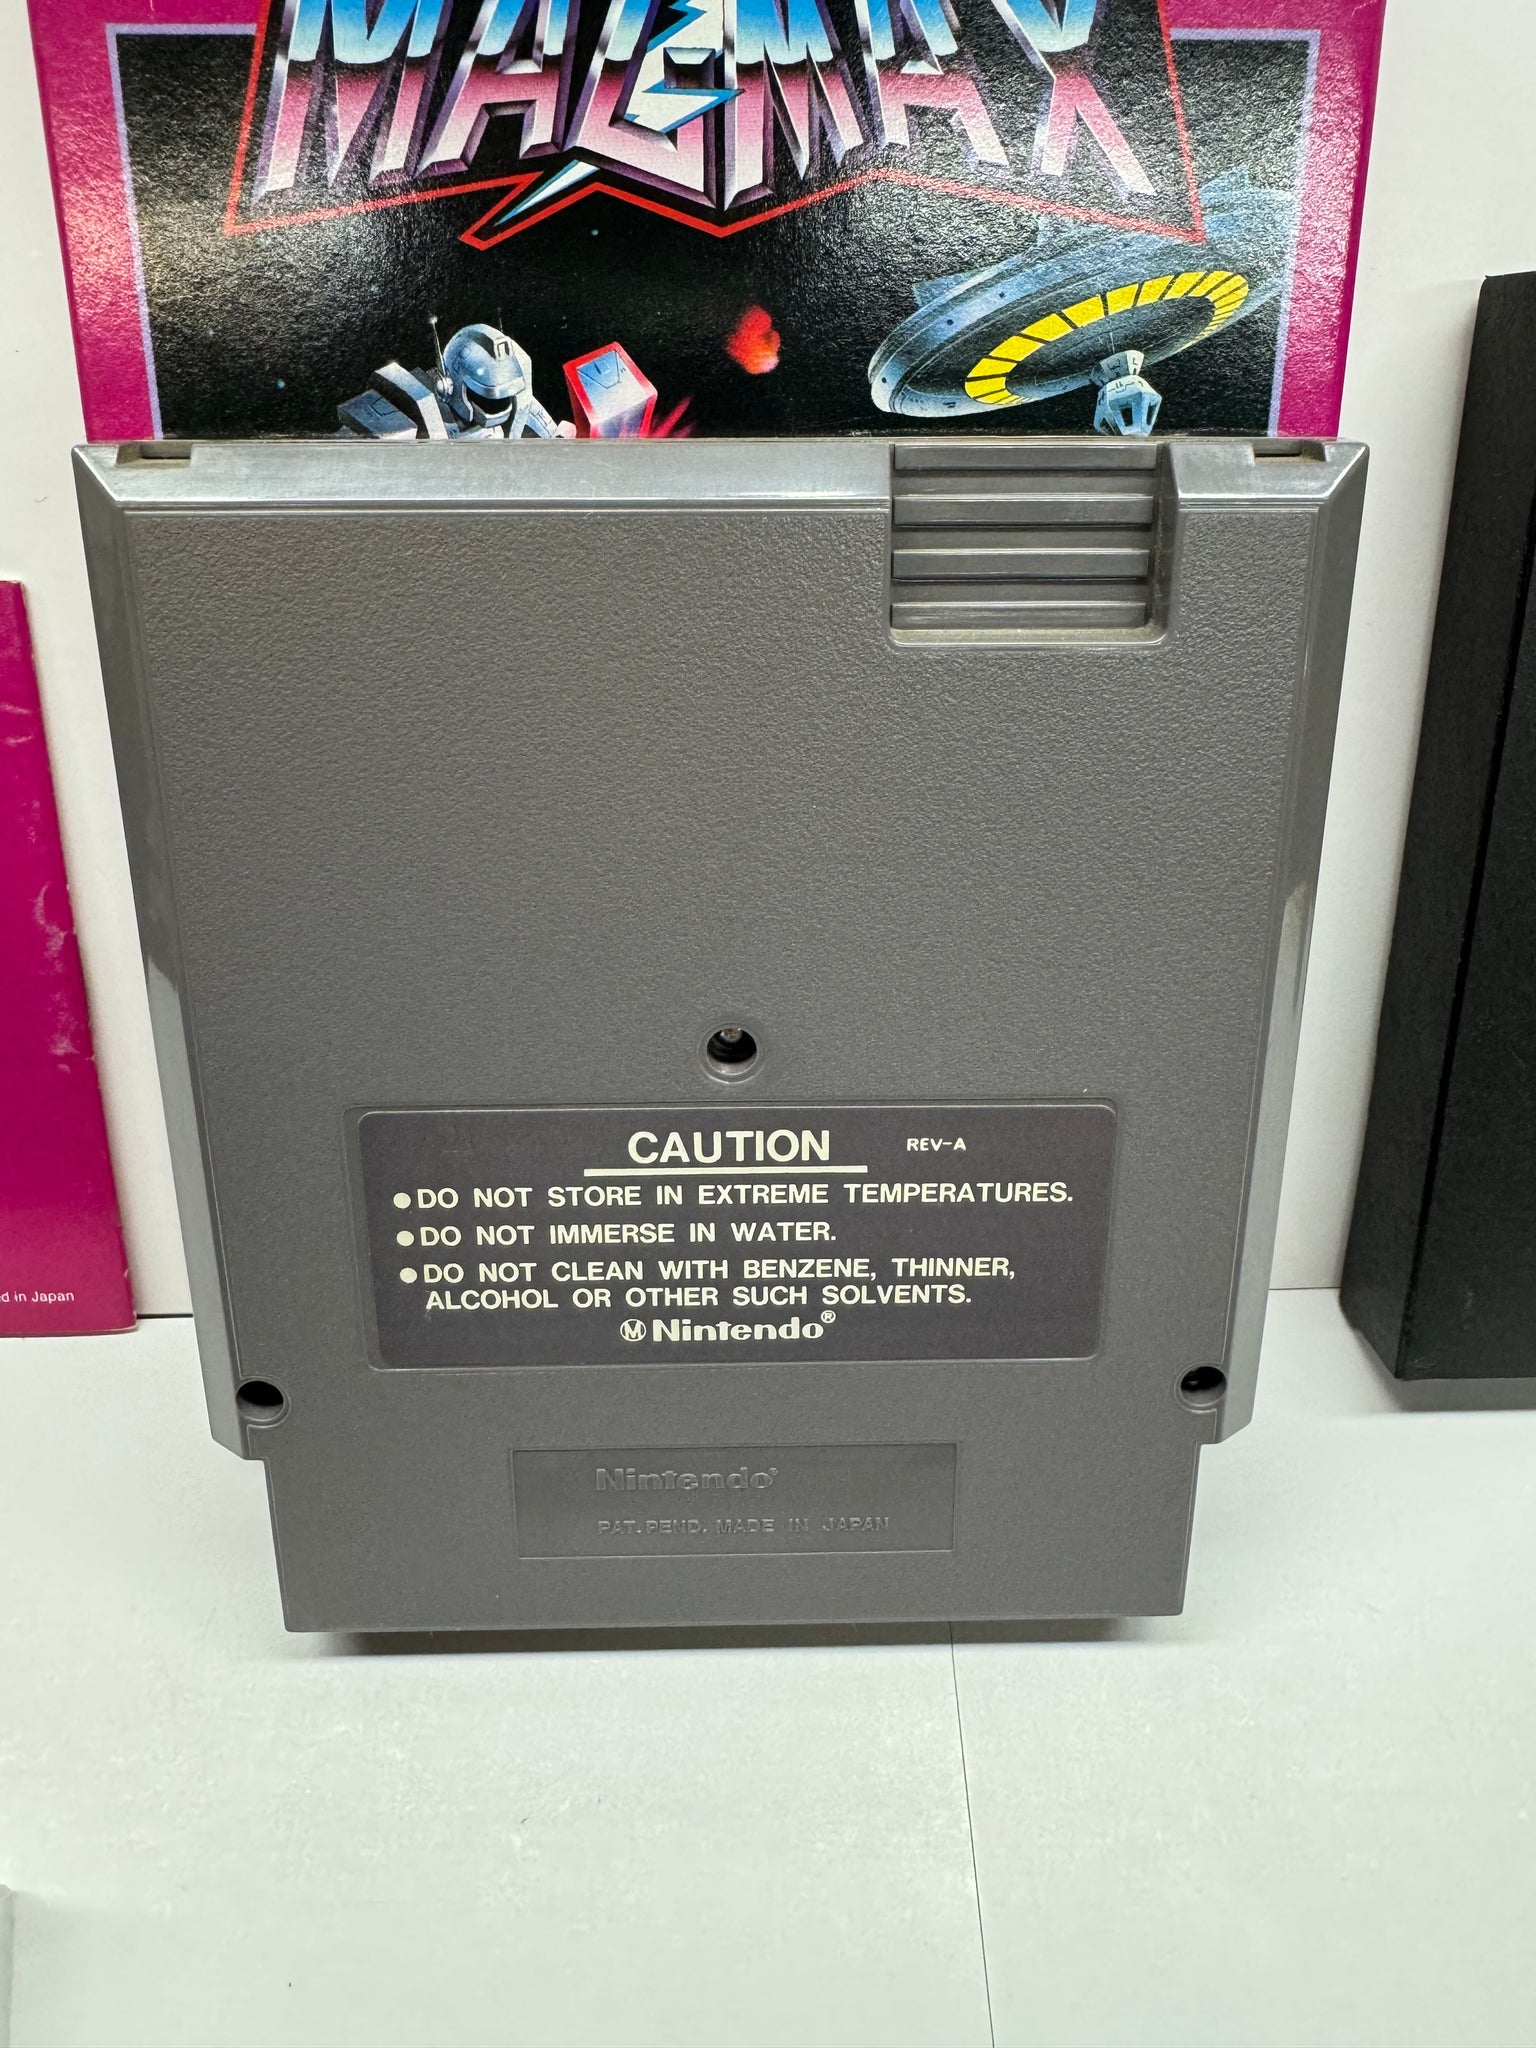 MAGMAX
CAUTION REV-A
●DO NOT STORE IN EXTREME TEMPERATURES.
●DO NOT IMMERSE IN WATER.
●DO NOT CLEAN WITH BENZENE, THINNER,
ALCOHOL OR OTHER SUCH SOLVENTS.
Ⓜ Nintendo®
Nintendo®
PAT. PEND. MADE IN JAPAN
in Japan